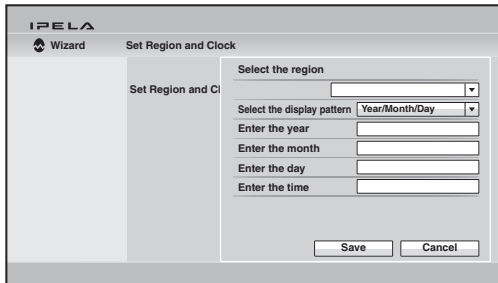 IPELA
Wizard Set Region and Clock
Select the region
Set Region and Cl
Select the display pattern Year/Month/Day
Enter the year
Enter the month
Enter the day
Enter the time
Save Cancel